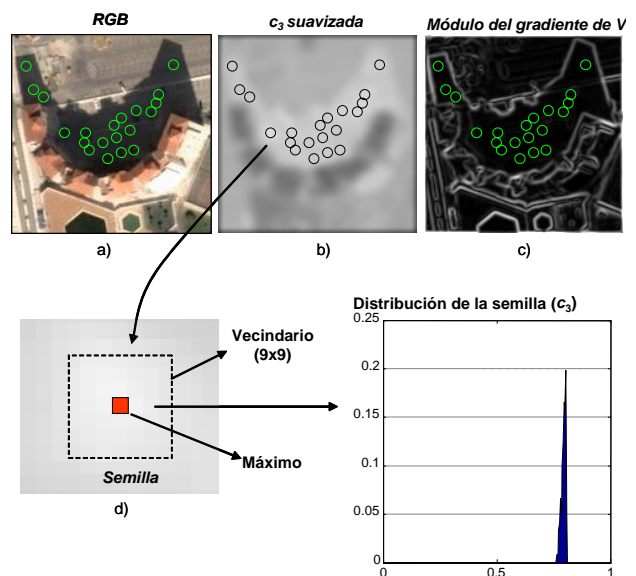 RGB
c3 suavizada
Módulo del gradiente de V
a)
b)
c)
Distribución de la semilla (c3)
Vecindario
(9x9)
Máximo
Semilla
d)
0.25
0.2
0.15
0.1
0.05
0
0
0.5
1